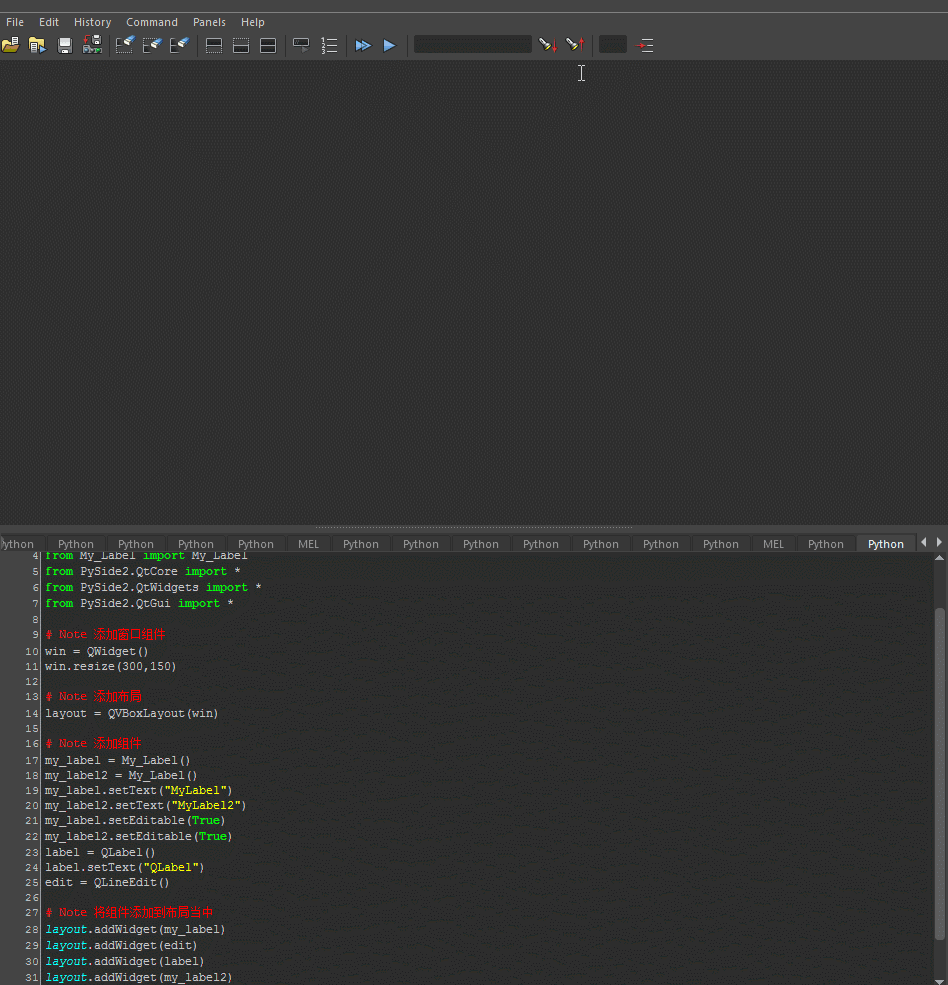 File Edit History Command Panels Help
ython Python Python Python Python MEL Python Python Python Python Python Python Python MEL Python Python
4 from My_Label import My_Label
5 from PySide2.QtCore import *
6 from PySide2.QtWidgets import *
7 from PySide2.QtGui import *
8
9 # Note 添加窗口组件
10 win = QWidget()
11 win.resize(300,150)
12
13 # Note 添加布局
14 layout = QVBoxLayout(win)
15
16 # Note 添加组件
17 my_label = My_Label()
18 my_label2 = My_Label()
19 my_label.setText("MyLabel")
20 my_label2.setText("MyLabel2")
21 my_label.setEditable(True)
22 my_label2.setEditable(True)
23 label = QLabel()
24 label.setText("QLabel")
25 edit = QLineEdit()
26
27 # Note 将组件添加到布局当中
28 layout.addWidget(my_label)
29 layout.addWidget(edit)
30 layout.addWidget(label)
31 layout.addWidget(my_label2)